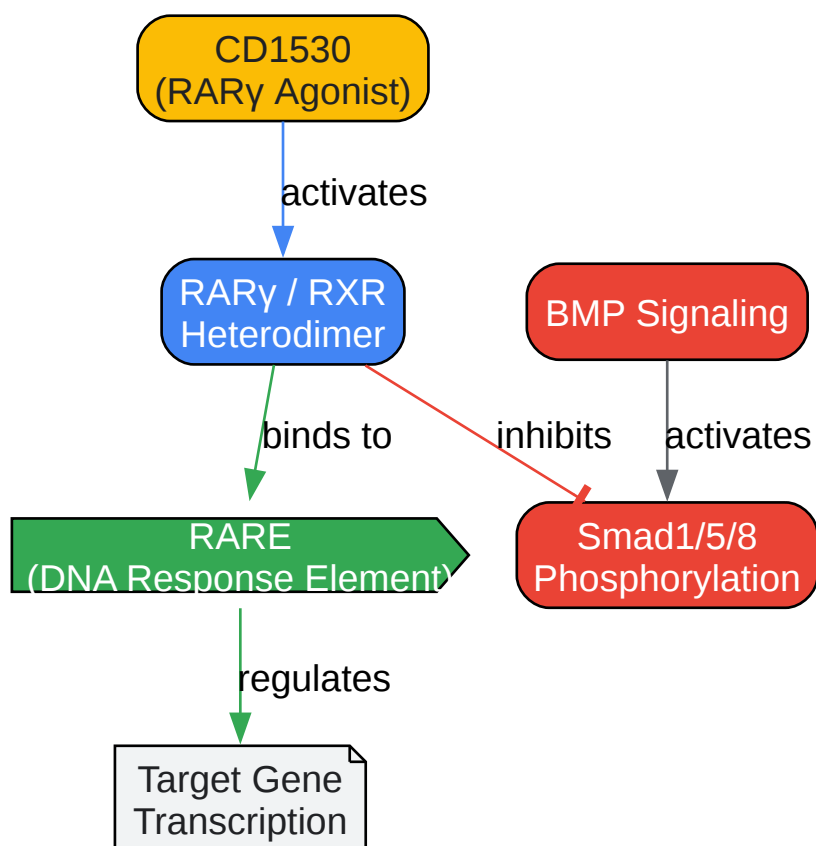 CD1530
(RARγ Agonist)
activates
RARγ / RXR
Heterodimer
BMP Signaling
binds to
inhibits
activates
RARE
(DNA Response Element)
Smad1/5/8
Phosphorylation
regulates
Target Gene
Transcription